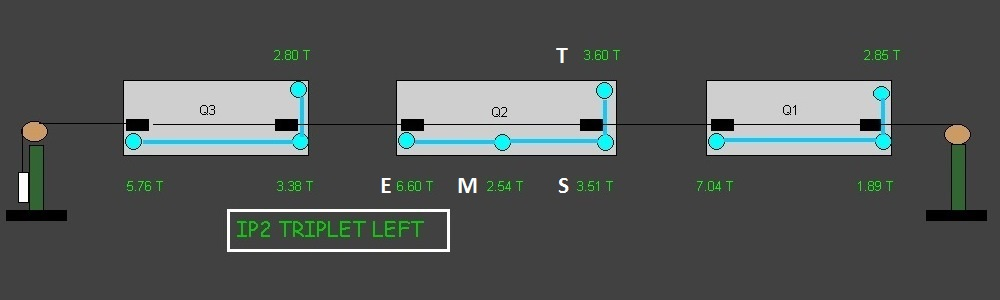 2.80 T T 3.60 T 2.85 T
Q3 Q2 Q1
5.76 T 3.38 T E 6.60 T M 2.54 T S 3.51 T 7.04 T 1.89 T
IP2 TRIPLET LEFT